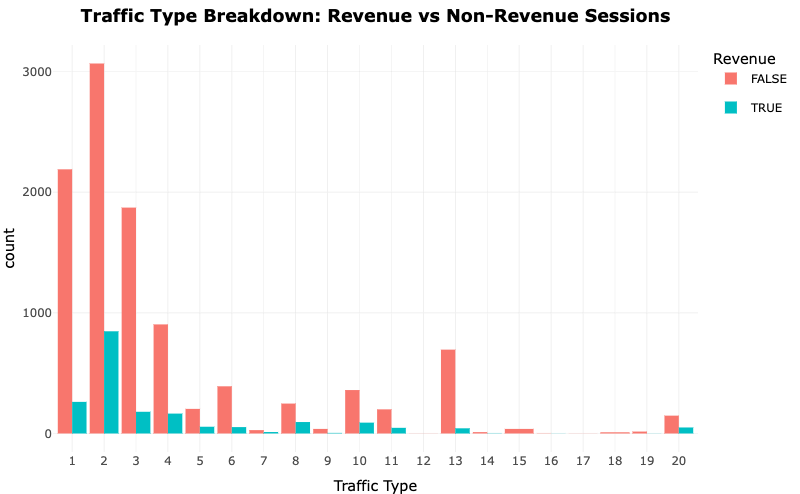 Traffic Type Breakdown: Revenue vs Non-Revenue Sessions
Revenue
FALSE
TRUE
count
3000
2000
1000
0
1 2 3 4 5 6 7 8 9 10 11 12 13 14 15 16 17 18 19 20
Traffic Type